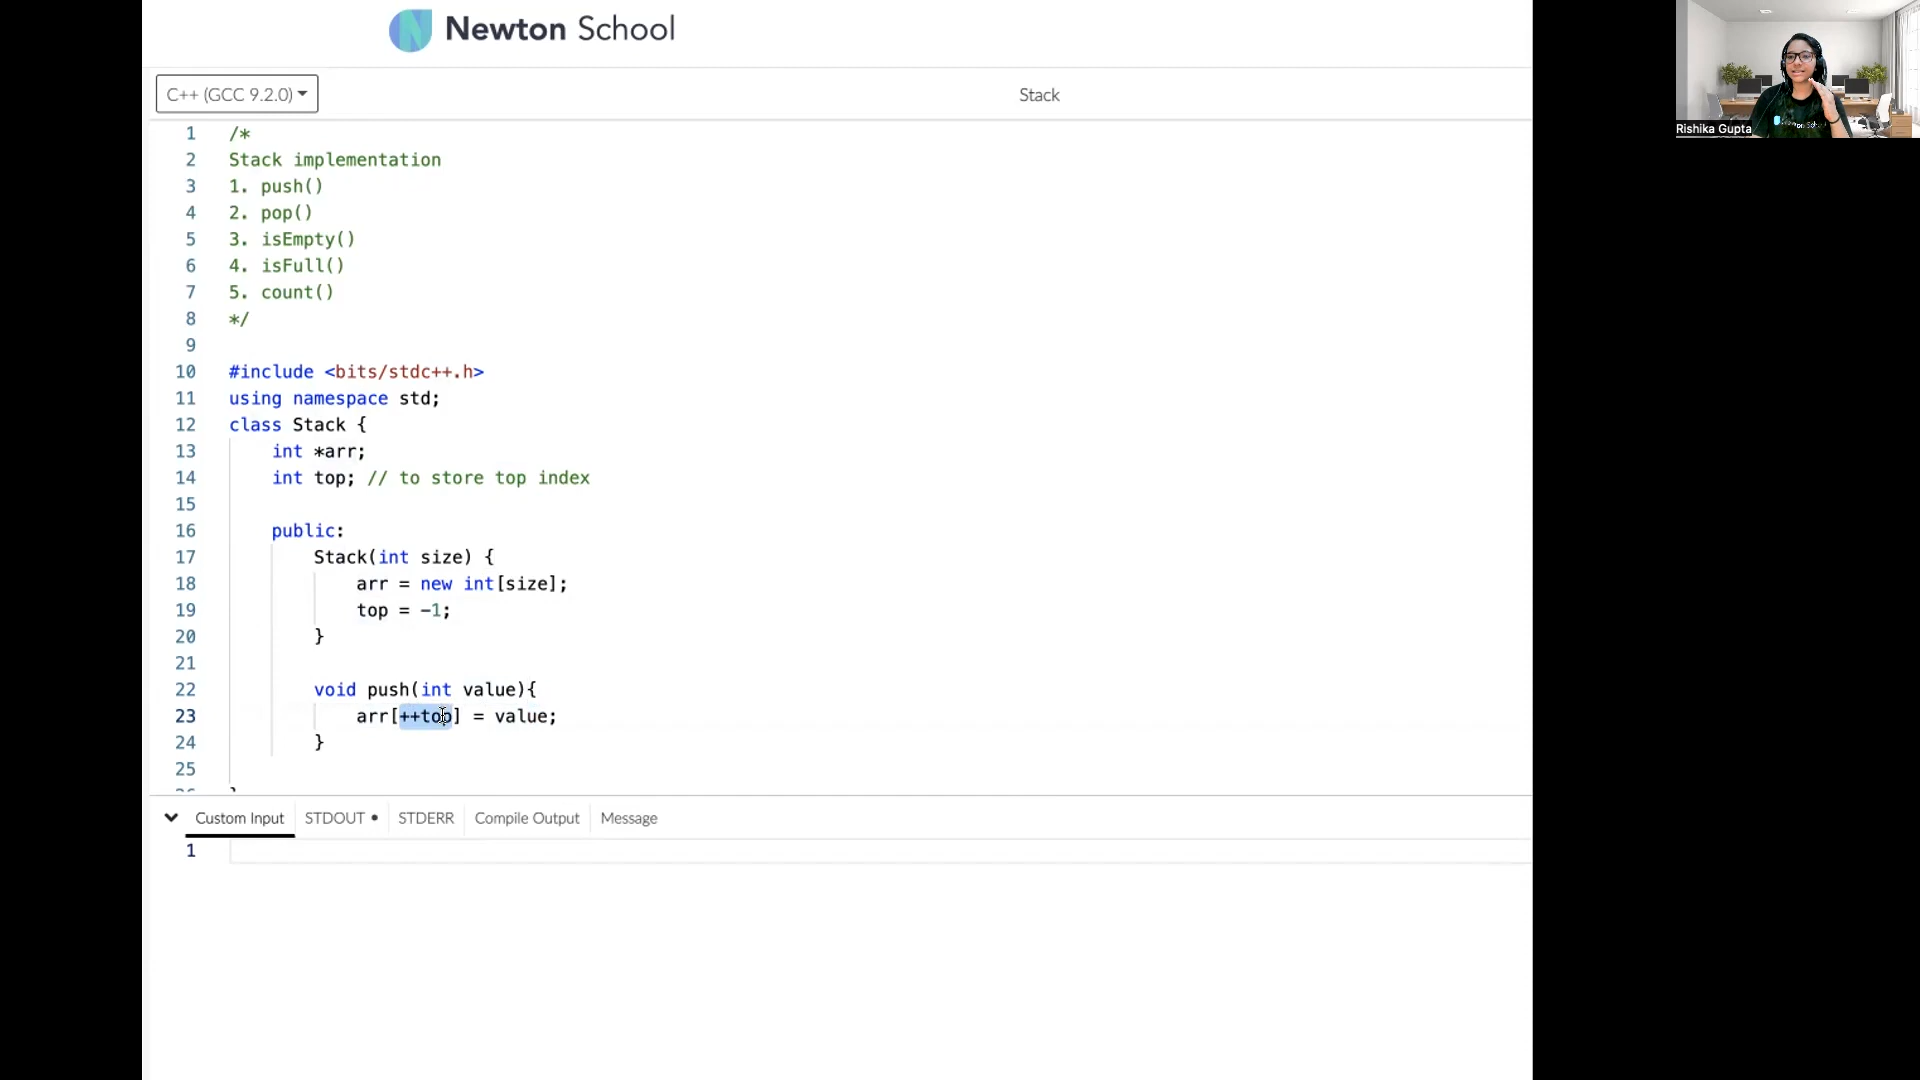 Newton School
C++ (GCC 9.2.0)
Stack
Rishika Gupta
1 /*
2 Stack implementation
3 1. push()
4 2. pop()
5 3. isEmpty()
6 4. isFull()
7 5. count()
8 */
9
10 #include <bits/stdc++.h>
11 using namespace std;
12 class Stack {
13 int *arr;
14 int top; // to store top index
15
16 public:
17 Stack(int size) {
18 arr = new int[size];
19 top = -1;
20 }
21
22 void push(int value){
23 arr[++top] = value;
24 }
25
Custom Input STDOUT • STDERR Compile Output Message
1